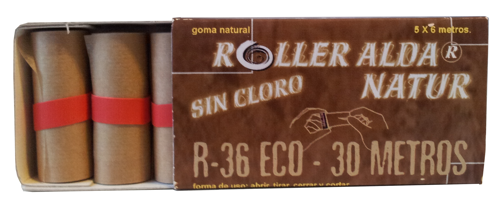 goma natural 5 X 6 metros.
ROLLER ALDA ®
NATUR
SIN CLORO
R-36 ECO - 30 METROS
forma de uso: abrir, tirar, cerrar y cortar